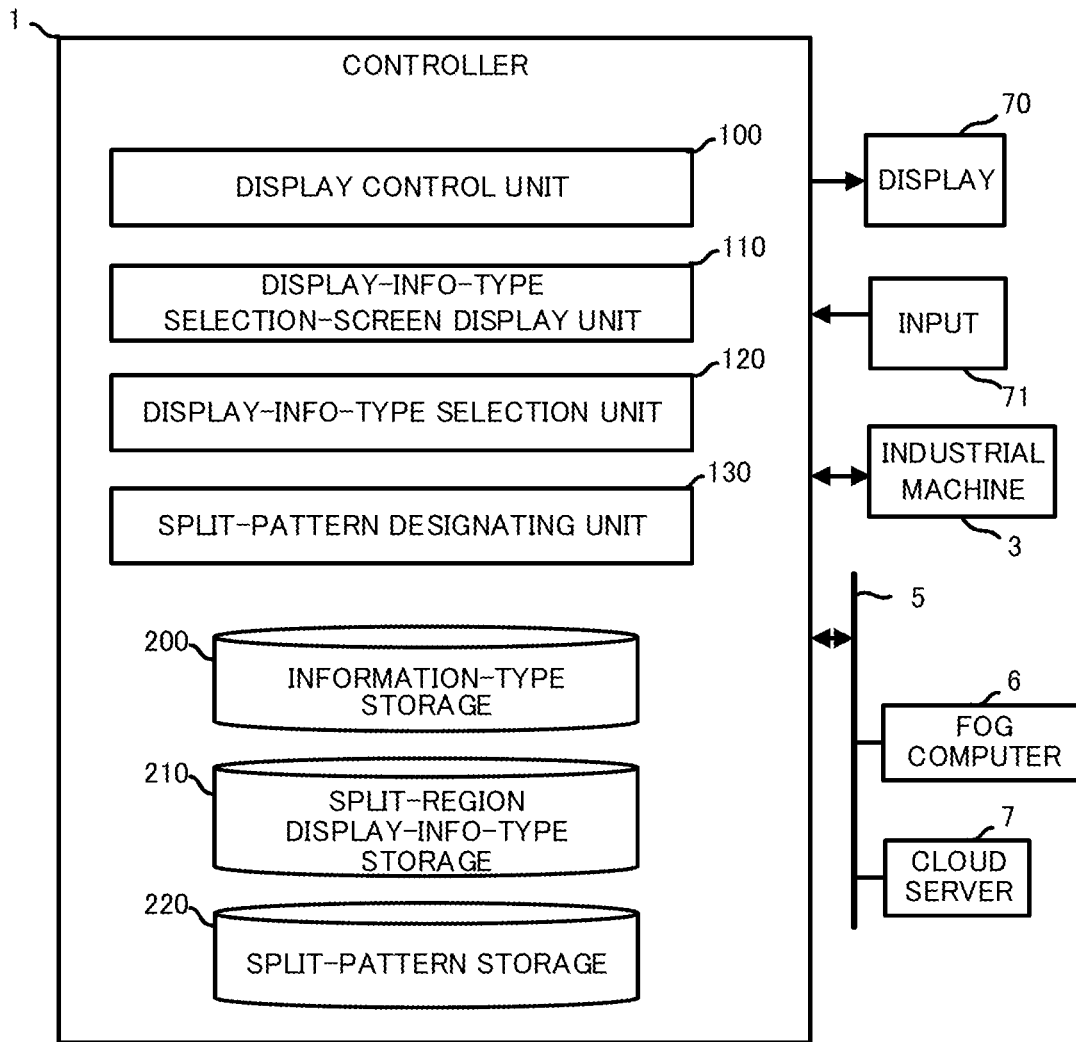 1
CONTROLLER
100
DISPLAY CONTROL UNIT
110
DISPLAY-INFO-TYPE
SELECTION-SCREEN DISPLAY UNIT
120
DISPLAY-INFO-TYPE SELECTION UNIT
130
SPLIT-PATTERN DESIGNATING UNIT
200
INFORMATION-TYPE
STORAGE
210
SPLIT-REGION
DISPLAY-INFO-TYPE
STORAGE
220
SPLIT-PATTERN STORAGE
70
DISPLAY
INPUT
71
INDUSTRIAL
MACHINE
3
5
6
FOG
COMPUTER
7
CLOUD
SERVER